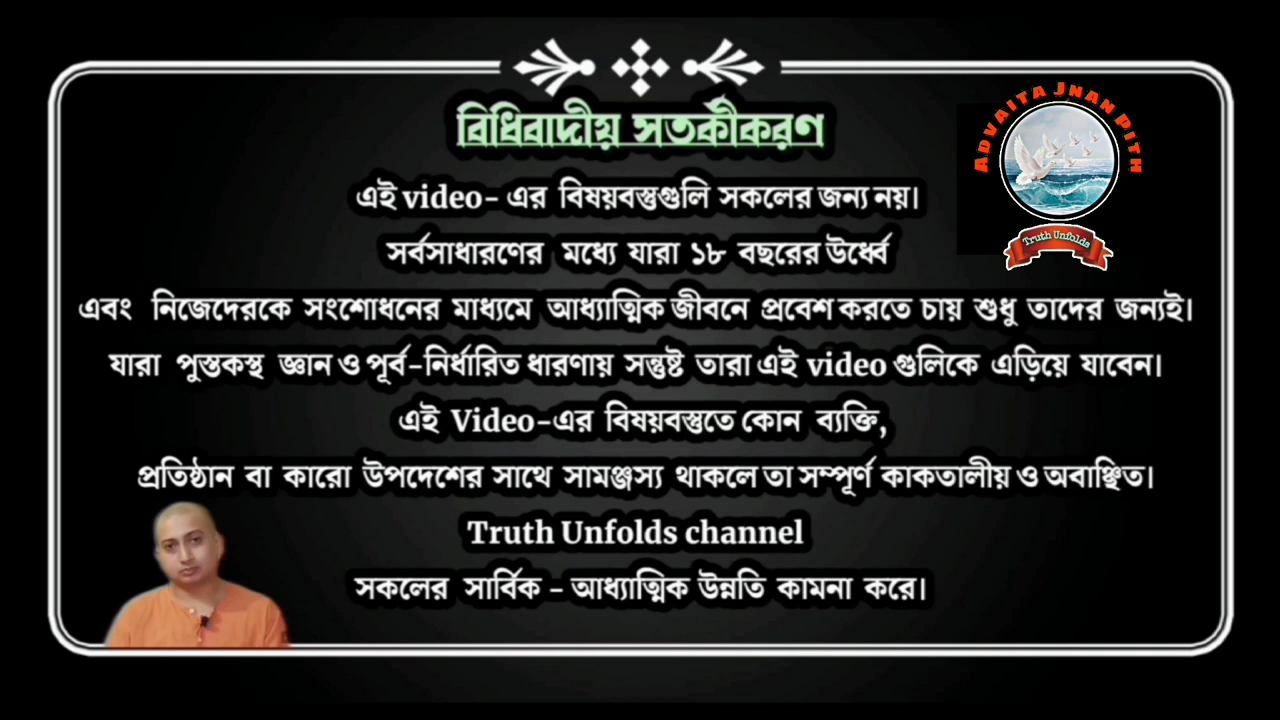 বিধিবাদীয় সতর্কীকরণ
ADVAITA JNAN PITH
Truth Unfolds
এই video- এর বিষয়বস্তুগুলি সকলের জন্য নয়।
সর্বসাধারণের মধ্যে যারা ১৮ বছরের উর্ধ্বে
এবং নিজেদেরকে সংশোধনের মাধ্যমে আধ্যাত্মিক জীবনে প্রবেশ করতে চায় শুধু তাদের জন্যই।
যারা পুস্তকস্থ জ্ঞান ও পূর্ব-নির্ধারিত ধারণায় সন্তুষ্ট তারা এই video গুলিকে এড়িয়ে যাবেন।
এই Video-এর বিষয়বস্তুতে কোন ব্যক্তি,
প্রতিষ্ঠান বা কারো উপদেশের সাথে সামঞ্জস্য থাকলে তা সম্পূর্ণ কাকতালীয় ও অবাঞ্ছিত।
Truth Unfolds channel
সকলের সার্বিক - আধ্যাত্মিক উন্নতি কামনা করে।